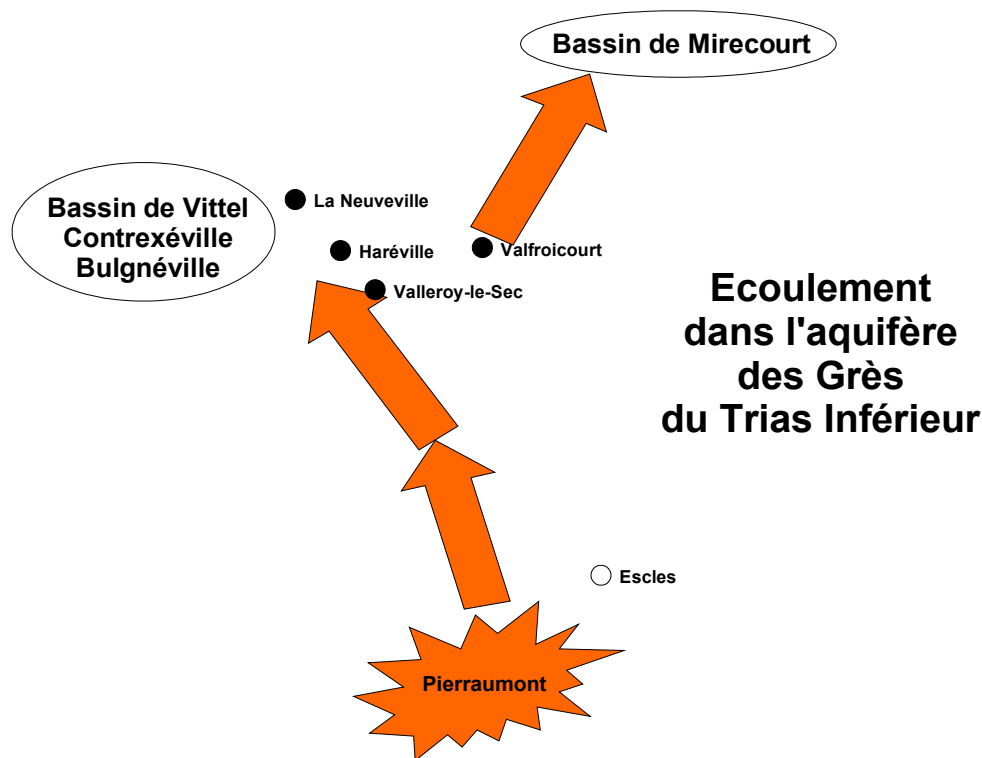 Bassin de Mirecourt
Bassin de Vittel
Contrexéville
Bulgnéville
La Neuveville
Haréville
Valfroicourt
Valleroy-le-Sec
Ecoulement
dans l'aquifère
des Grès
du Trias Inférieur
Escles
Pierraumont